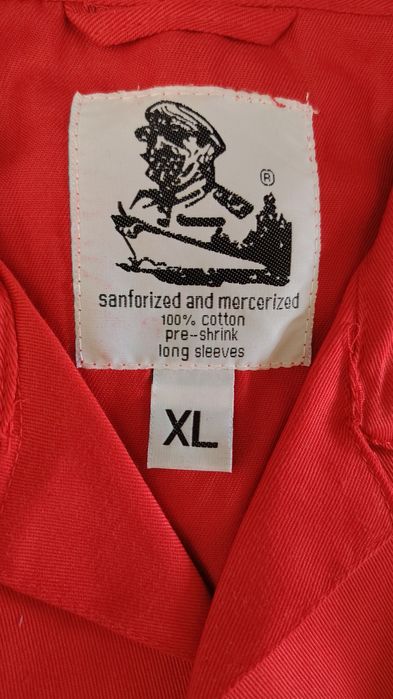 ®
sanforized and mercerized
100% cotton
pre-shrink
long sleeves
XL